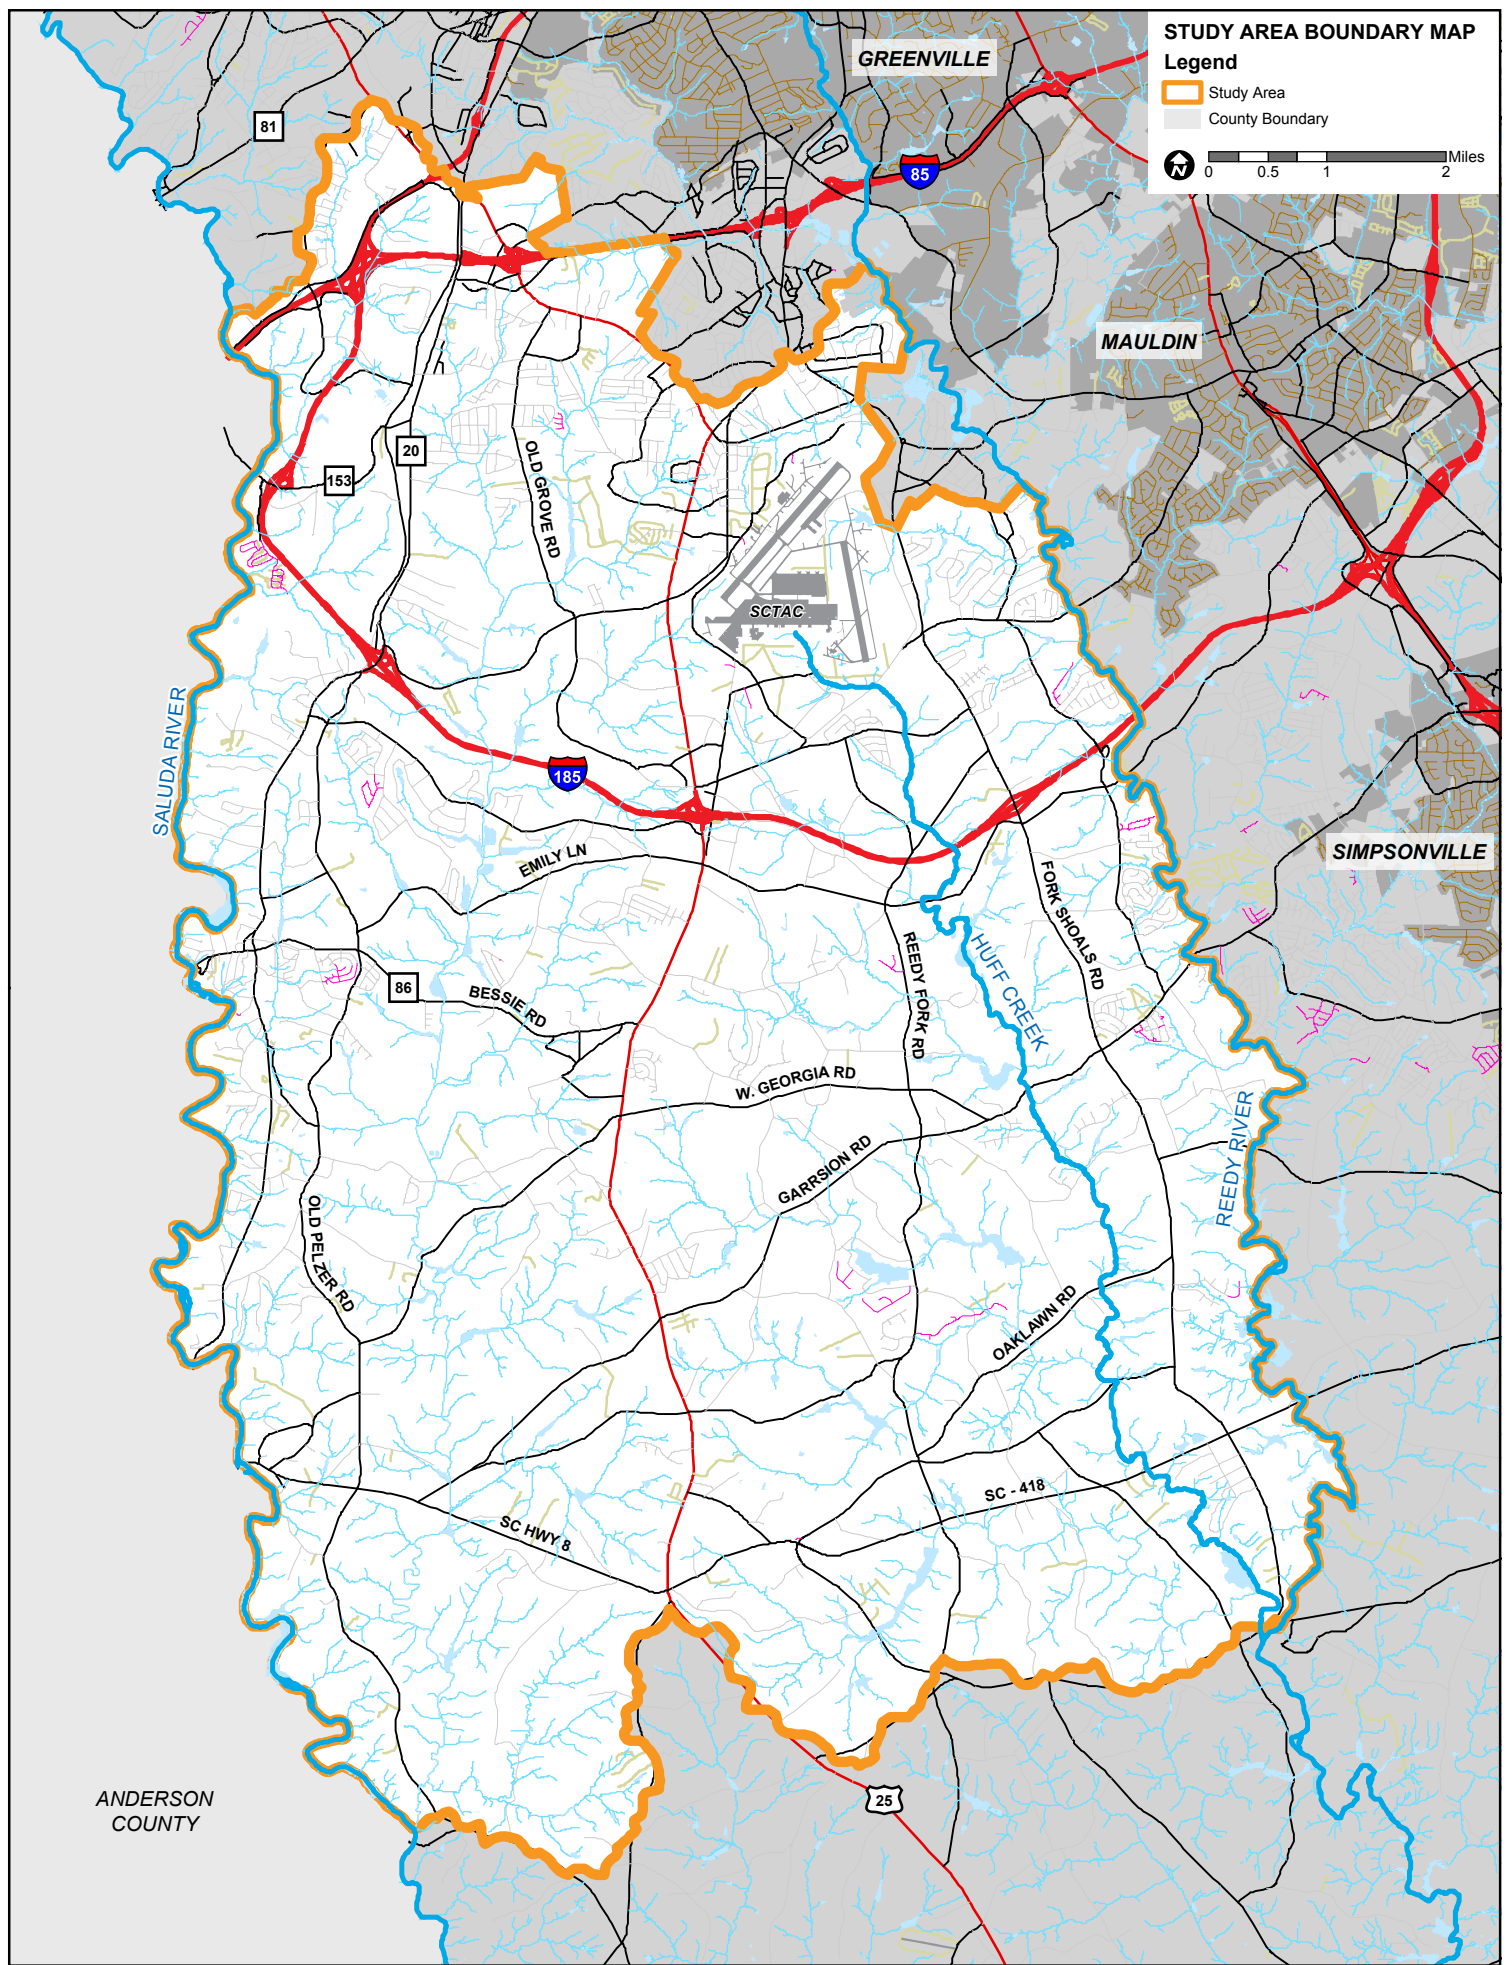 STUDY AREA BOUNDARY MAP
Legend
Study Area
County Boundary
N
Miles
0 0.5 1 2
GREENVILLE
81
85
MAULDIN
20
153
OLD GROVE RD
SCTAC
SALUDA RIVER
185
SIMPSONVILLE
EMILY LN
FORK SHOALS RD
REEDY FORK RD
HUFF CREEK
86
BESSIE RD
W. GEORGIA RD
REEDY RIVER
GARRSION RD
OLD PELZER RD
OAKLAWN RD
SC - 418
SC HWY 8
ANDERSON
COUNTY
25